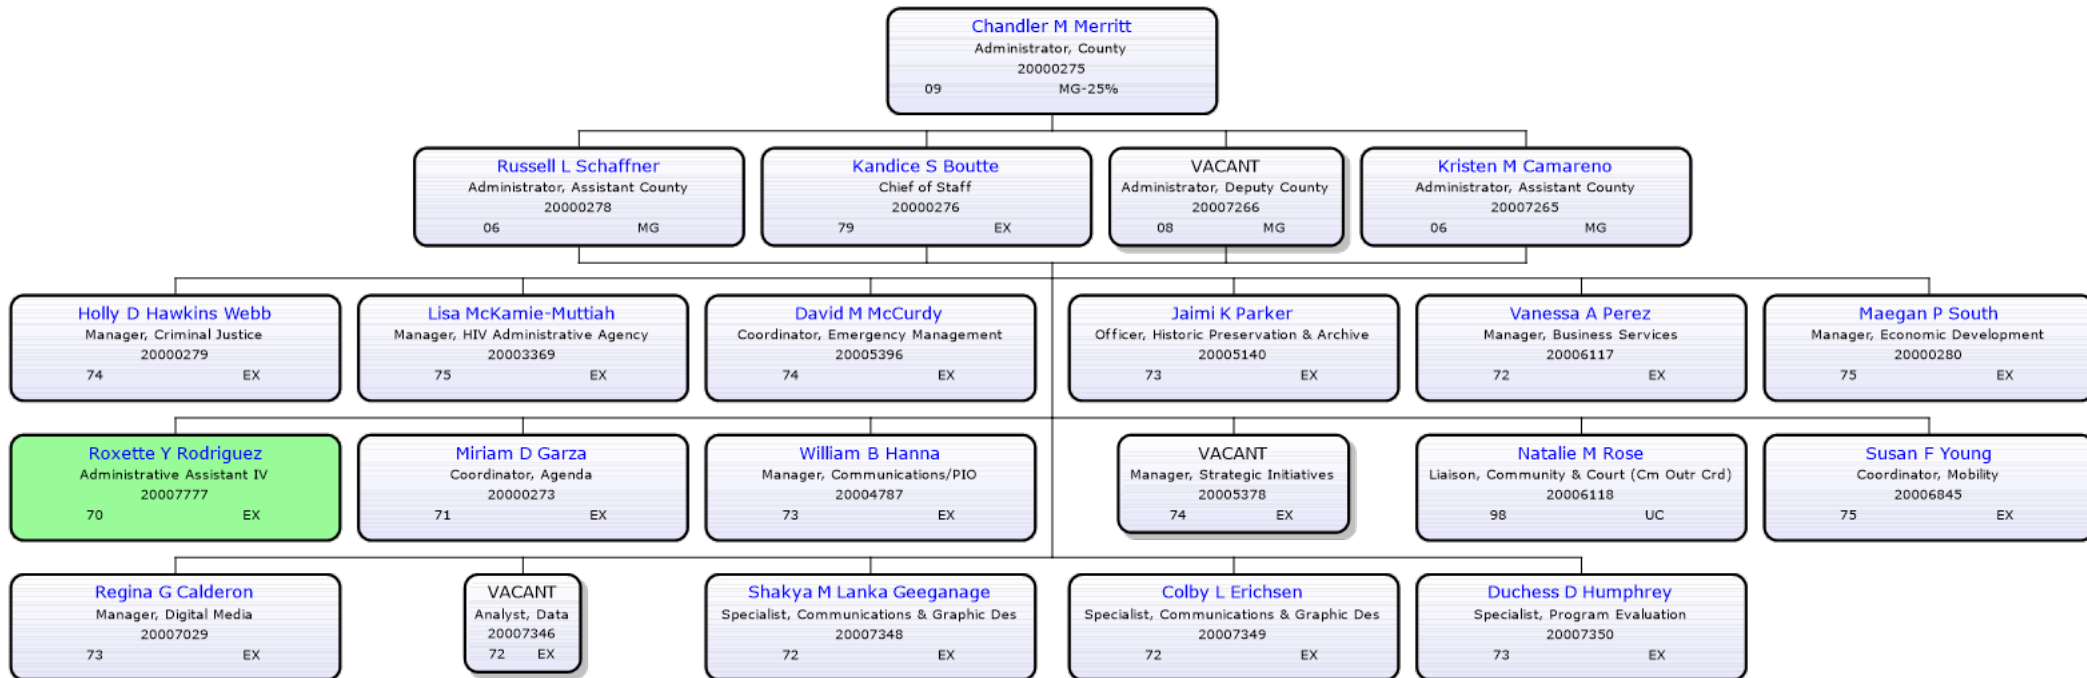 Chandler M Merritt
Administrator, County
20000275
09 MG-25%
Russell L Schaffner
Administrator, Assistant County
20000278
06 MG
Kandice S Boutte
Chief of Staff
20000276
79 EX
VACANT
Administrator, Deputy County
20007266
08 MG
Kristen M Camareno
Administrator, Assistant County
20007265
06 MG
Holly D Hawkins Webb
Manager, Criminal Justice
20000279
74 EX
Lisa McKamie-Muttiah
Manager, HIV Administrative Agency
20003369
75 EX
David M McCurdy
Coordinator, Emergency Management
20005396
74 EX
Jaimi K Parker
Officer, Historic Preservation & Archive
20005140
73 EX
Vanessa A Perez
Manager, Business Services
20006117
72 EX
Maegan P South
Manager, Economic Development
20000280
75 EX
Roxette Y Rodriguez
Administrative Assistant IV
20007777
70 EX
Miriam D Garza
Coordinator, Agenda
20000273
71 EX
William B Hanna
Manager, Communications/PIO
20004787
73 EX
VACANT
Manager, Strategic Initiatives
20005378
74 EX
Natalie M Rose
Liaison, Community & Court (Cm Outr Crd)
20006118
98 UC
Susan F Young
Coordinator, Mobility
20006845
75 EX
Regina G Calderon
Manager, Digital Media
20007029
73 EX
VACANT
Analyst, Data
20007346
72 EX
Shakya M Lanka Geeganage
Specialist, Communications & Graphic Des
20007348
72 EX
Colby L Erichsen
Specialist, Communications & Graphic Des
20007349
72 EX
Duchess D Humphrey
Specialist, Program Evaluation
20007350
73 EX